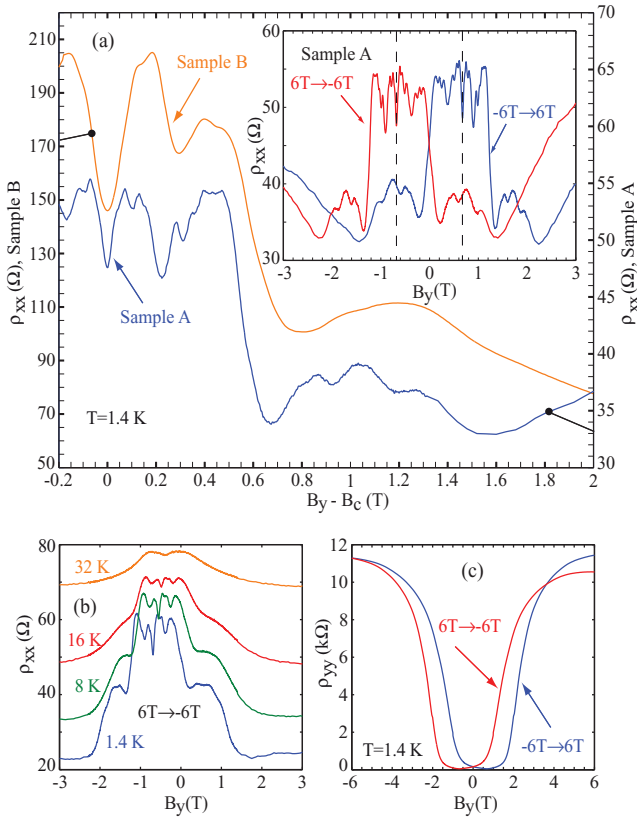 (a)
Sample B
Sample A
T=1.4 K
ρxx (Ω), Sample B
210
190
170
150
130
110
90
70
50
-0.2
0
0.2
0.4
0.6
0.8
1
1.2
1.4
1.6
1.8
2
By - Bc (T)
70
65
60
55
50
45
40
35
30
ρxx (Ω), Sample A
Sample A
6T→-6T
-6T→6T
ρxx (Ω)
60
50
40
30
-3
-2
-1
0
1
2
3
By(T)
(b)
32 K
16 K
8 K
1.4 K
6T→-6T
ρxx (Ω)
80
60
40
20
-3
-2
-1
0
1
2
3
By(T)
(c)
6T→-6T
-6T→6T
T=1.4 K
ρyy (kΩ)
12
10
8
6
4
2
0
-6
-4
-2
0
2
4
6
By(T)